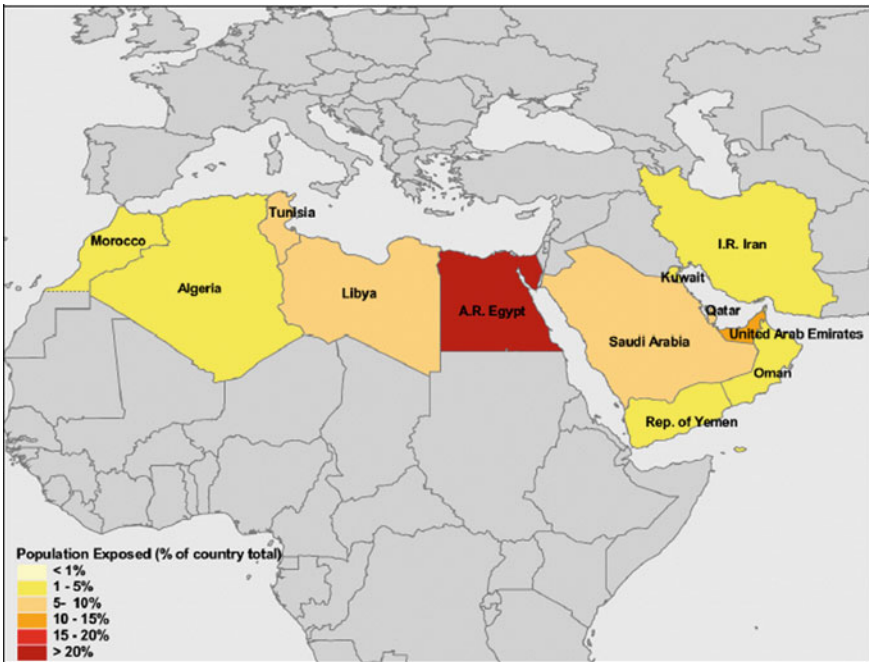 Tunisia
Morocco
I.R. Iran
Kuwait
Algeria
Libya
A.R. Egypt
Qatar
United Arab Emirates
Saudi Arabia
Oman
Rep. of Yemen
Population Exposed (% of country total)
< 1%
1 - 5%
5- 10%
10 - 15%
15 - 20%
> 20%